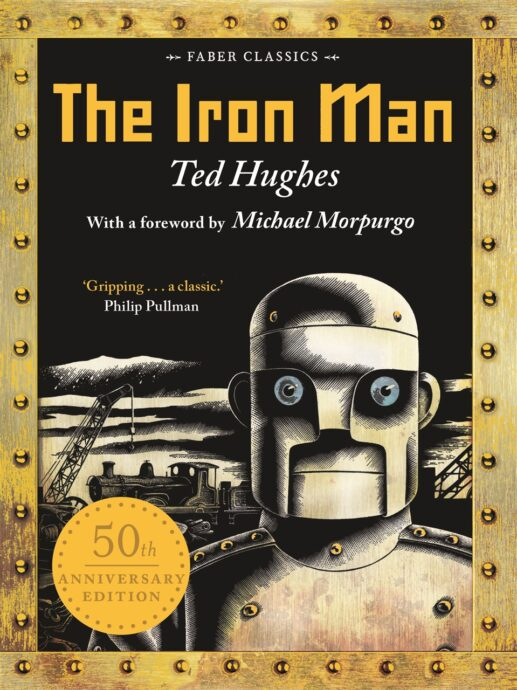 FABER CLASSICS
The Iron Man
Ted Hughes
With a foreword by Michael Morpurgo
‘Gripping . . . a classic.’
Philip Pullman
50th
ANNIVERSARY
EDITION